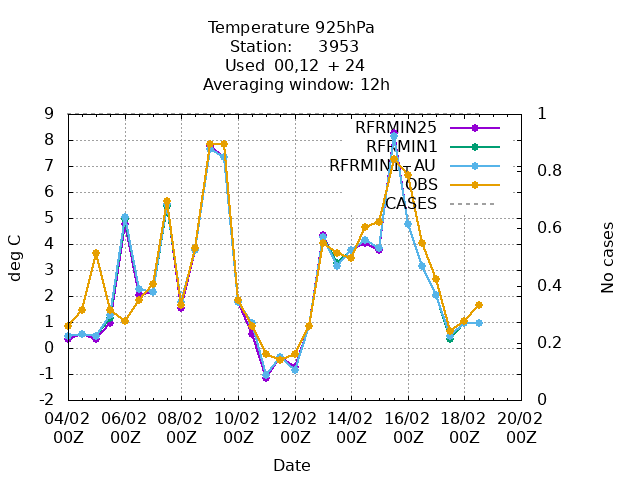 Temperature 925hPa
Station: 3953
Used 00,12 + 24
Averaging window: 12h
9 1
8
7
6
5
4
3
2
1
0
-1
-2
0.8
0.6
0.4
0.2
0
RFRMIN25
RFRMIN1
RFRMIN1-AU
OBS
CASES
deg C
No cases
04/02 06/02 08/02 10/02 12/02 14/02 16/02 18/02 20/02
00Z 00Z 00Z 00Z 00Z 00Z 00Z 00Z 00Z
Date